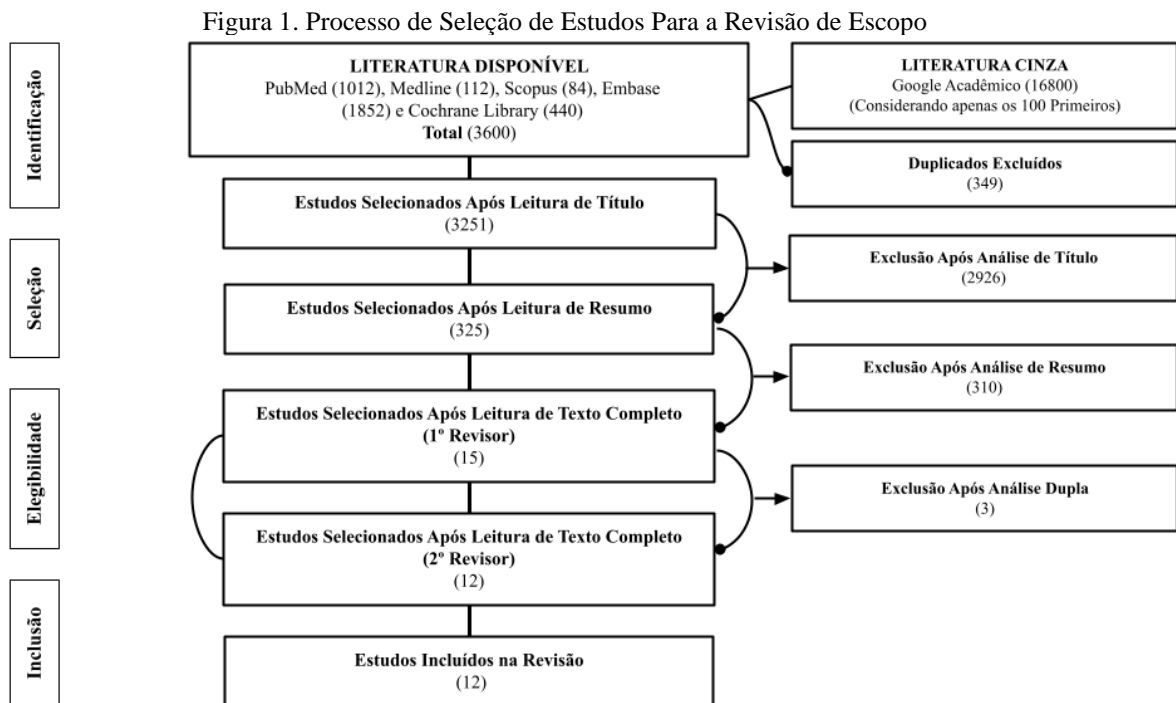 Figura 1. Processo de Seleção de Estudos Para a Revisão de Escopo
Identificação
LITERATURA DISPONÍVEL
PubMed (1012), Medline (112), Scopus (84), Embase
(1852) e Cochrane Library (440)
Total (3600)
LITERATURA CINZA
Google Acadêmico (16800)
(Considerando apenas os 100 Primeiros)
Duplicados Excluídos
(349)
Estudos Selecionados Após Leitura de Título
(3251)
Seleção
Exclusão Após Análise de Título
(2926)
Estudos Selecionados Após Leitura de Resumo
(325)
Exclusão Após Análise de Resumo
(310)
Elegibilidade
Estudos Selecionados Após Leitura de Texto Completo
(1º Revisor)
(15)
Exclusão Após Análise Dupla
(3)
Estudos Selecionados Após Leitura de Texto Completo
(2º Revisor)
(12)
Inclusão
Estudos Incluídos na Revisão
(12)